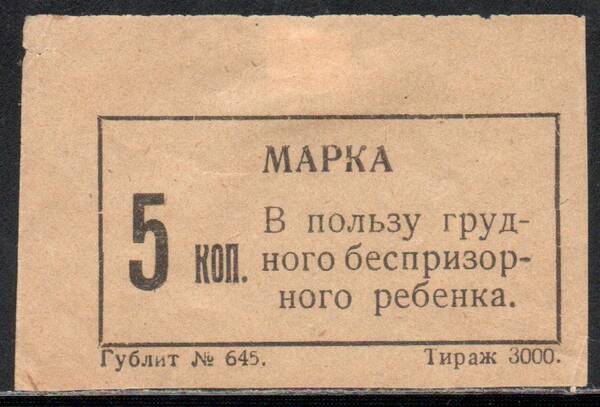 МАРКА
5 КОП.
В пользу груд-
ного беспризор-
ного ребенка.
Гублит № 645. Тираж 3000.